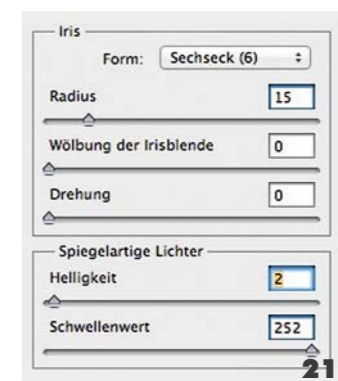 Iris
Form: Sechseck (6)
Radius 15
Wölbung der Irisblende 0
Drehung 0
Spiegelartige Lichter
Helligkeit 2
Schwellenwert 252
21